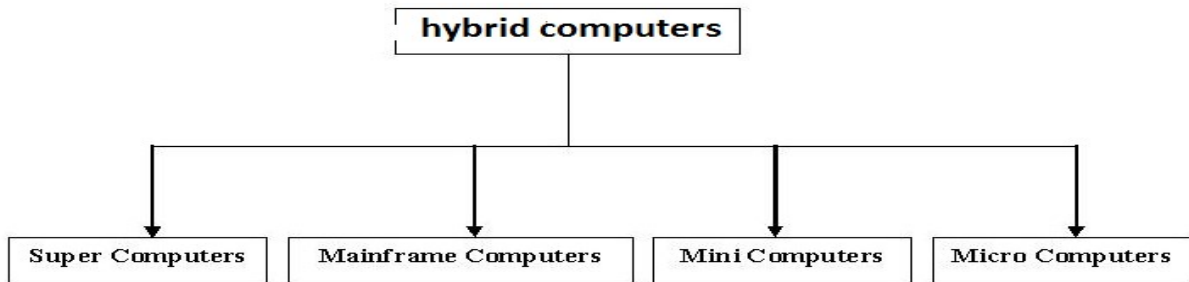 hybrid computers
Super Computers
Mainframe Computers
Mini Computers
Micro Computers